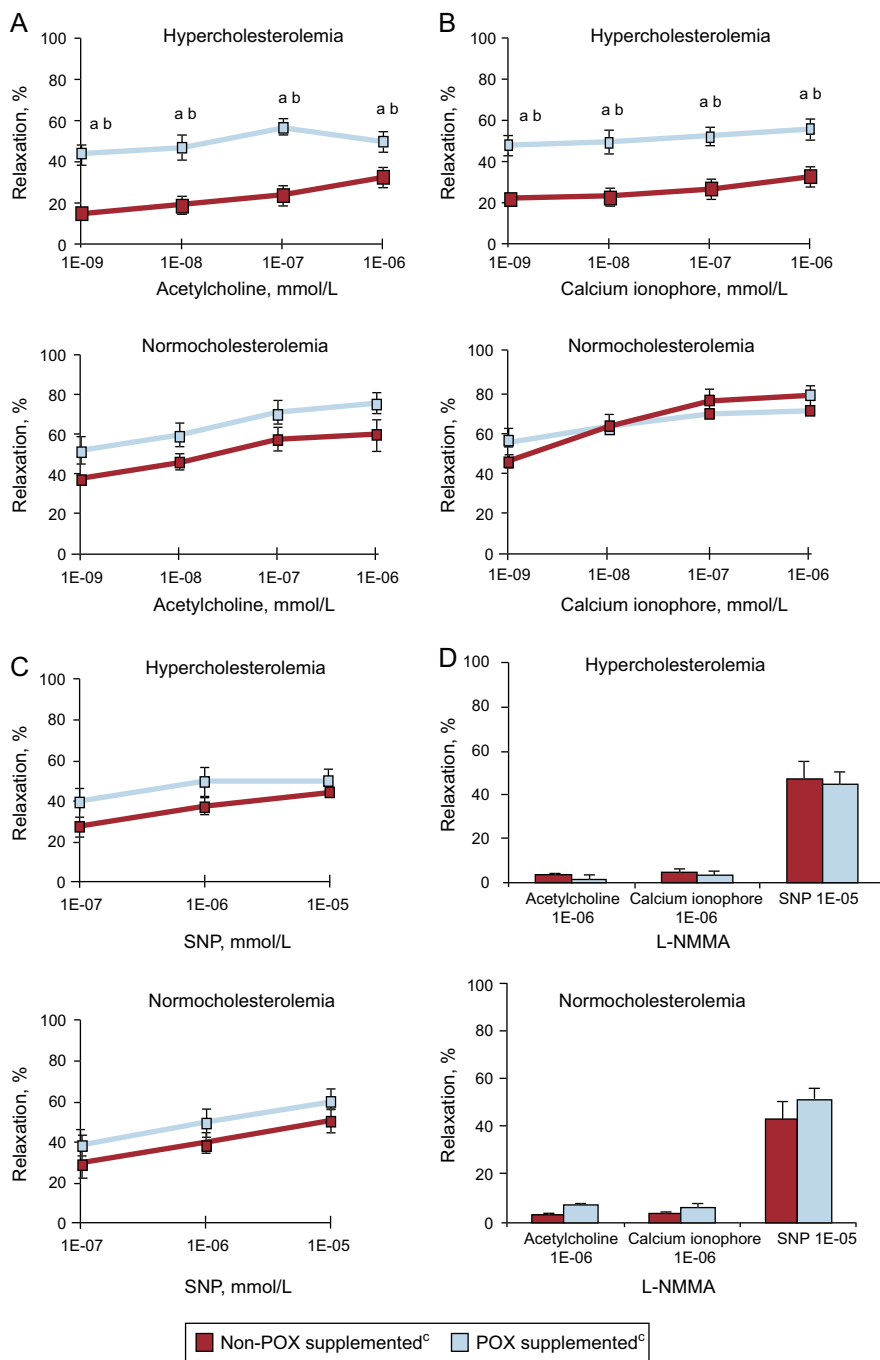 A
Hypercholesterolemia
100
80
60
40
20
0
Relaxation, %
a b
a b
a b
a b
1E-09
1E-08
1E-07
1E-06
Acetylcholine, mmol/L
Normocholesterolemia
100
80
60
40
20
0
Relaxation, %
1E-09
1E-08
1E-07
1E-06
Acetylcholine, mmol/L
B
Hypercholesterolemia
100
80
60
40
20
0
Relaxation, %
a b
a b
a b
a b
1E-09
1E-08
1E-07
1E-06
Calcium ionophore, mmol/L
Normocholesterolemia
100
80
60
40
20
0
Relaxation, %
1E-09
1E-08
1E-07
1E-06
Calcium ionophore, mmol/L
C
Hypercholesterolemia
100
80
60
40
20
0
Relaxation, %
1E-07
1E-06
1E-05
SNP, mmol/L
Normocholesterolemia
100
80
60
40
20
0
Relaxation, %
1E-07
1E-06
1E-05
SNP, mmol/L
D
Hypercholesterolemia
100
80
60
40
20
0
Relaxation, %
Acetylcholine
1E-06
Calcium ionophore
1E-06
SNP 1E-05
L-NMMA
Normocholesterolemia
100
80
60
40
20
0
Relaxation, %
Acetylcholine
1E-06
Calcium ionophore
1E-06
SNP 1E-05
L-NMMA
Non-POX supplementedᶜ
POX supplementedᶜ